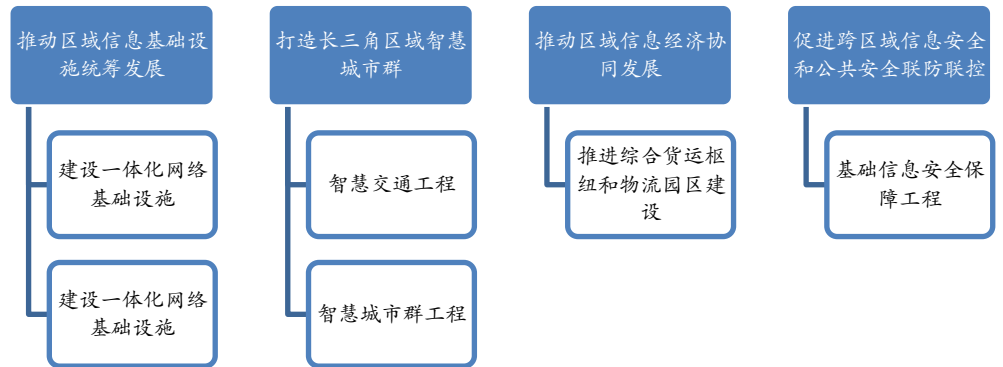 推动区域信息基础设
施统筹发展
建设一体化网络
基础设施
建设一体化网络
基础设施
打造长三角区域智慧
城市群
智慧交通工程
智慧城市群工程
推动区域信息经济协
同发展
推进综合货运枢
纽和物流园区建
设
促进跨区域信息安全
和公共安全联防联控
基础信息安全保
障工程